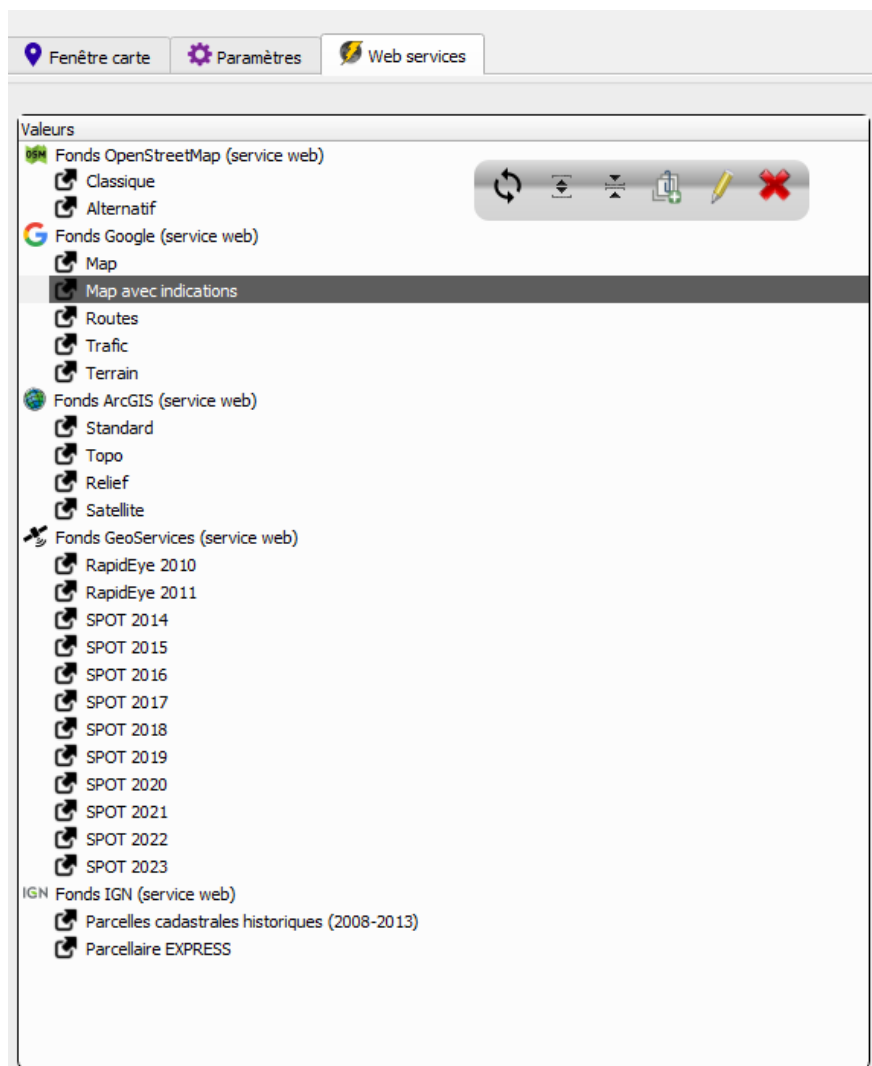 Fenêtre carte
Paramètres
Web services
Valeurs
OSM Fonds OpenStreetMap (service web)
Classique
Alternatif
G Fonds Google (service web)
Map
Map avec indications
Routes
Trafic
Terrain
Fonds ArcGIS (service web)
Standard
Topo
Relief
Satellite
Fonds GeoServices (service web)
RapidEye 2010
RapidEye 2011
SPOT 2014
SPOT 2015
SPOT 2016
SPOT 2017
SPOT 2018
SPOT 2019
SPOT 2020
SPOT 2021
SPOT 2022
SPOT 2023
IGN Fonds IGN (service web)
Parcelles cadastrales historiques (2008-2013)
Parcellaire EXPRESS